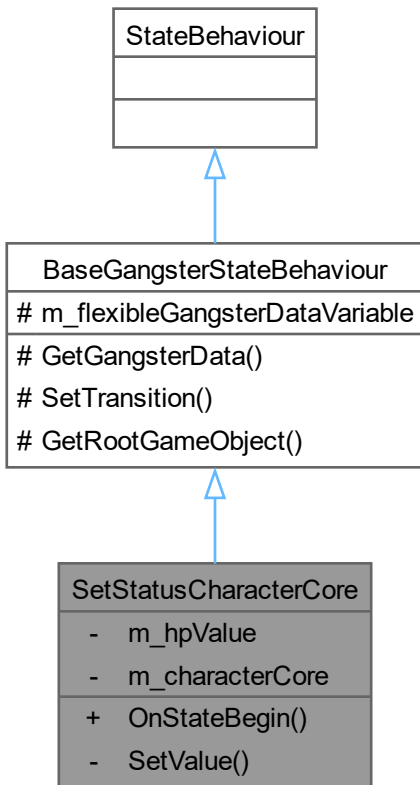 StateBehaviour
BaseGangsterStateBehaviour
# m_flexibleGangsterDataVariable
# GetGangsterData()
# SetTransition()
# GetRootGameObject()
SetStatusCharacterCore
- m_hpValue
- m_characterCore
+ OnStateBegin()
- SetValue()